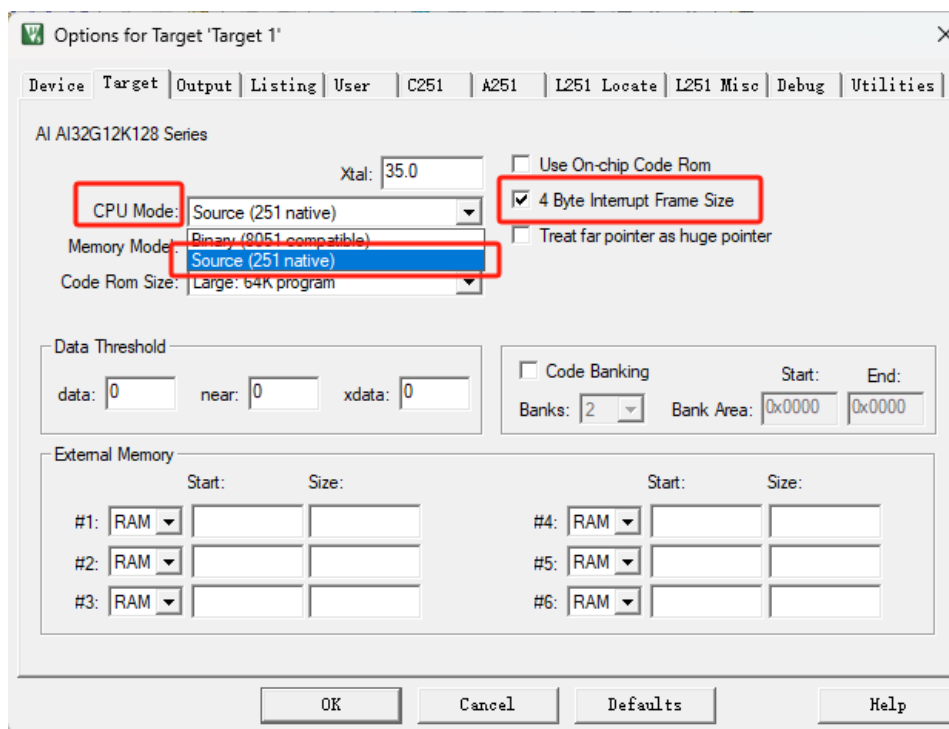 Options for Target 'Target 1'
Device Target Output Listing User C251 A251 L251 Locate L251 Misc Debug Utilities
AI AI32G12K128 Series
Xtal: 35.0
Use On-chip Code Rom
CPU Mode: Source (251 native)
4 Byte Interrupt Frame Size
Memory Model: Binary (8051 compatible)
Treat far pointer as huge pointer
Source (251 native)
Code Rom Size: Large: 64K program
Data Threshold
data: 0 near: 0 xdata: 0
Code Banking Start: End:
Banks: 2 Bank Area: 0x0000 0x0000
External Memory
Start: Size: Start: Size:
#1: RAM #4: RAM
#2: RAM #5: RAM
#3: RAM #6: RAM
OK Cancel Defaults Help